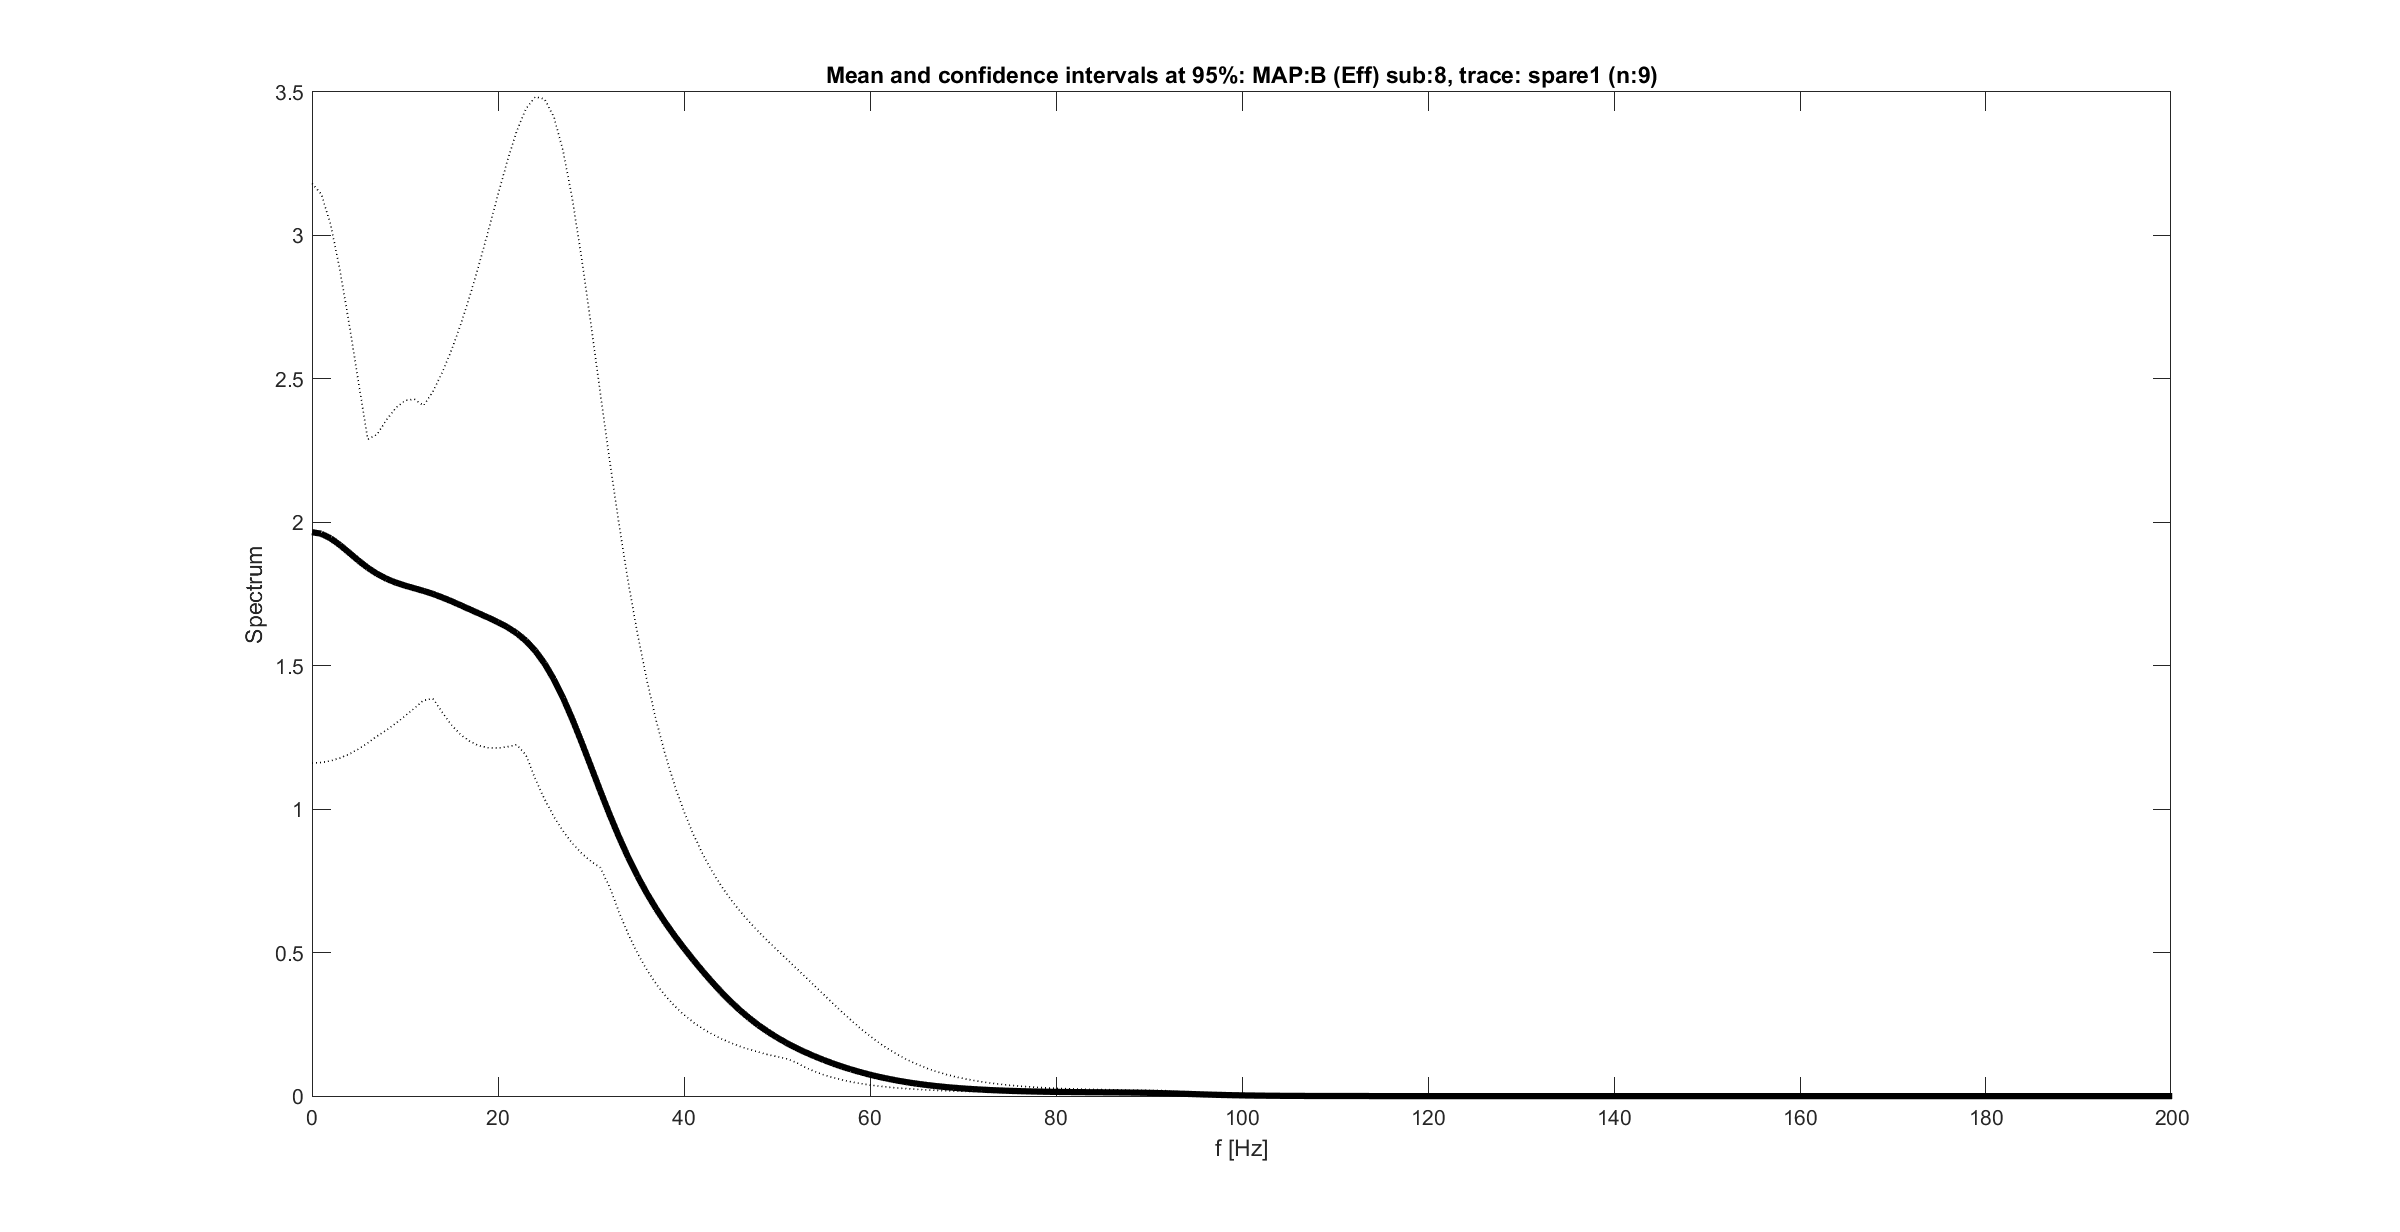 Mean and confidence intervals at 95%: MAP:B (Eff) sub:8, trace: spare1 (n:9)
3.5
3
2.5
2
1.5
1
0.5
0
Spectrum
0 20 40 60 80 100 120 140 160 180 200
f [Hz]